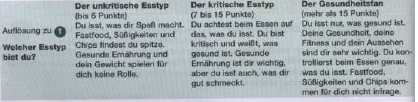 Auflösung zu 1
Welcher Esstyp
bist du?
Der unkritische Esstyp
(bis 6 Punkte)
Du isst, was dir Spaß macht.
Fastfood, Süßigkeiten und
Chips findest du spitze.
Gesunde Ernährung und
dein Gewicht spielen für
dich keine Rolle.
Der kritische Esstyp
(7 bis 15 Punkte)
Du achtest beim Essen auf
das, was du isst. Du bist
kritisch und weißt, was
gesund ist. Gesunde
Ernährung ist dir wichtig,
aber du isst auch, was dir
gut schmeckt.
Der Gesundheitsfan
(mehr als 15 Punkte)
Du isst nur, was gesund ist.
Deine Gesundheit, deine
Fitness und dein Aussehen
sind dir sehr wichtig. Du kon-
trollierst beim Essen genau,
was du isst. Fastfood,
Süßigkeiten und Chips kom-
men für dich nicht infrage.